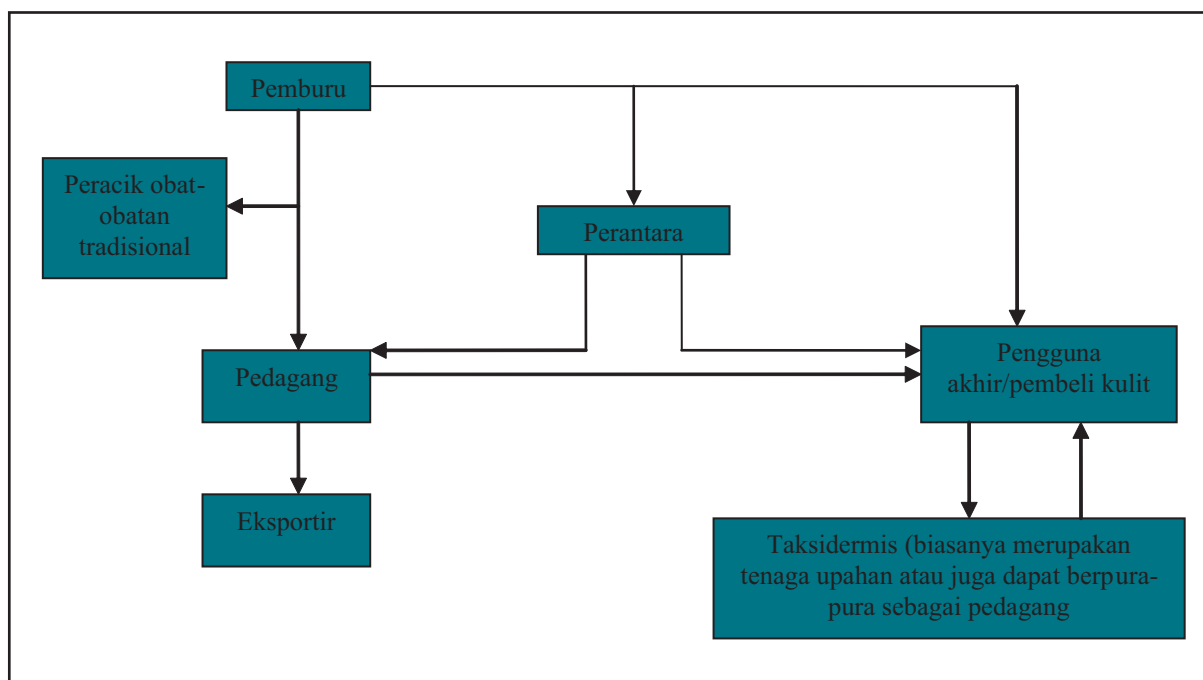 Pemburu
Peracik obat-
obatan
tradisional
Perantara
Pedagang
Pengguna
akhir/pembeli kulit
Eksportir
Taksidermis (biasanya merupakan
tenaga upahan atau juga dapat berpura-
pura sebagai pedagang